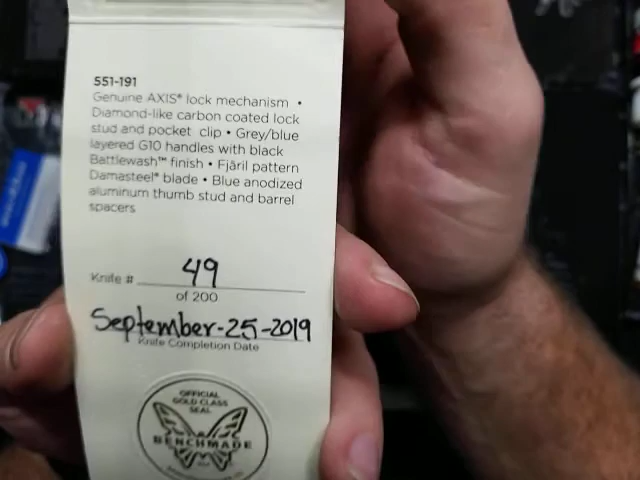 551-191
Genuine AXIS® lock mechanism •
Diamond-like carbon coated lock
stud and pocket clip • Grey/blue
layered G10 handles with black
Battlewash™ finish • Fjäril pattern
Damasteel® blade • Blue anodized
aluminum thumb stud and barrel
spacers
Knife # 49
of 200
September-25-2019
Knife Completion Date
OFFICIAL
GOLD CLASS
SEAL
BENCHMADE